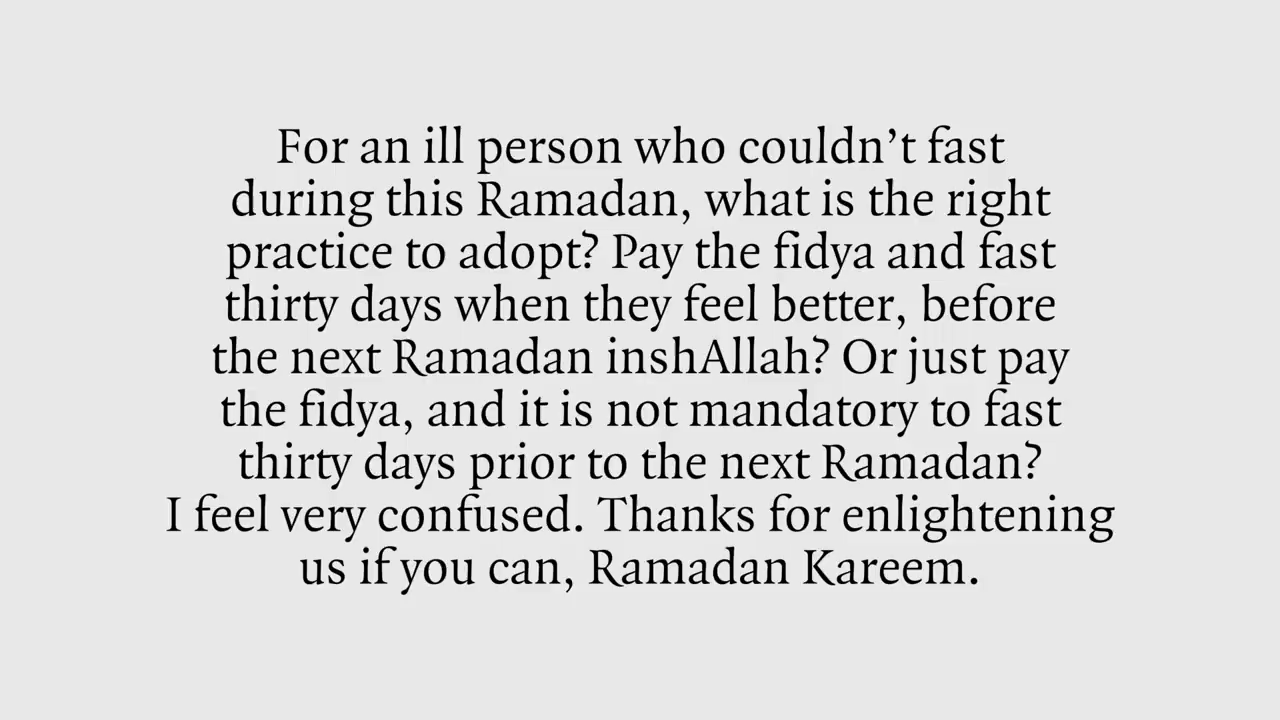 For an ill person who couldn’t fast
during this Ramadan, what is the right
practice to adopt? Pay the fidya and fast
thirty days when they feel better, before
the next Ramadan inshAllah? Or just pay
the fidya, and it is not mandatory to fast
thirty days prior to the next Ramadan?
I feel very confused. Thanks for enlightening
us if you can, Ramadan Kareem.